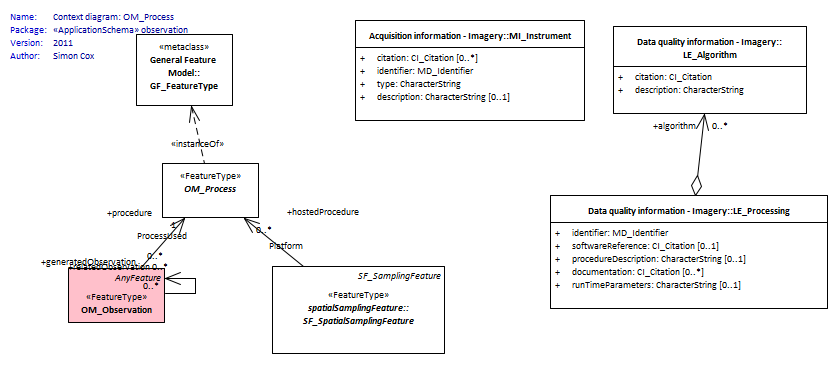 Name: Context diagram: OM_Process
Package: «ApplicationSchema» observation
Version: 2011
Author: Simon Cox
«metaclass»
General Feature
Model::
GF_FeatureType
Acquisition information - Imagery::MI_Instrument
+ citation: CI_Citation [0..*]
+ identifier: MD_Identifier
+ type: CharacterString
+ description: CharacterString [0..1]
Data quality information - Imagery::
LE_Algorithm
+ citation: CI_Citation
+ description: CharacterString
+algorithm 0..*
«instanceOf»
«FeatureType»
OM_Process
+procedure
1
ProcessUsed
0..*
+generatedObservation
+hostedProcedure
0..*
Platform
+relatedObservation 0..*
0..*
AnyFeature
«FeatureType»
OM_Observation
SF_SamplingFeature
«FeatureType»
spatialSamplingFeature::
SF_SpatialSamplingFeature
Data quality information - Imagery::LE_Processing
+ identifier: MD_Identifier
+ softwareReference: CI_Citation [0..1]
+ procedureDescription: CharacterString [0..1]
+ documentation: CI_Citation [0..*]
+ runTimeParameters: CharacterString [0..1]